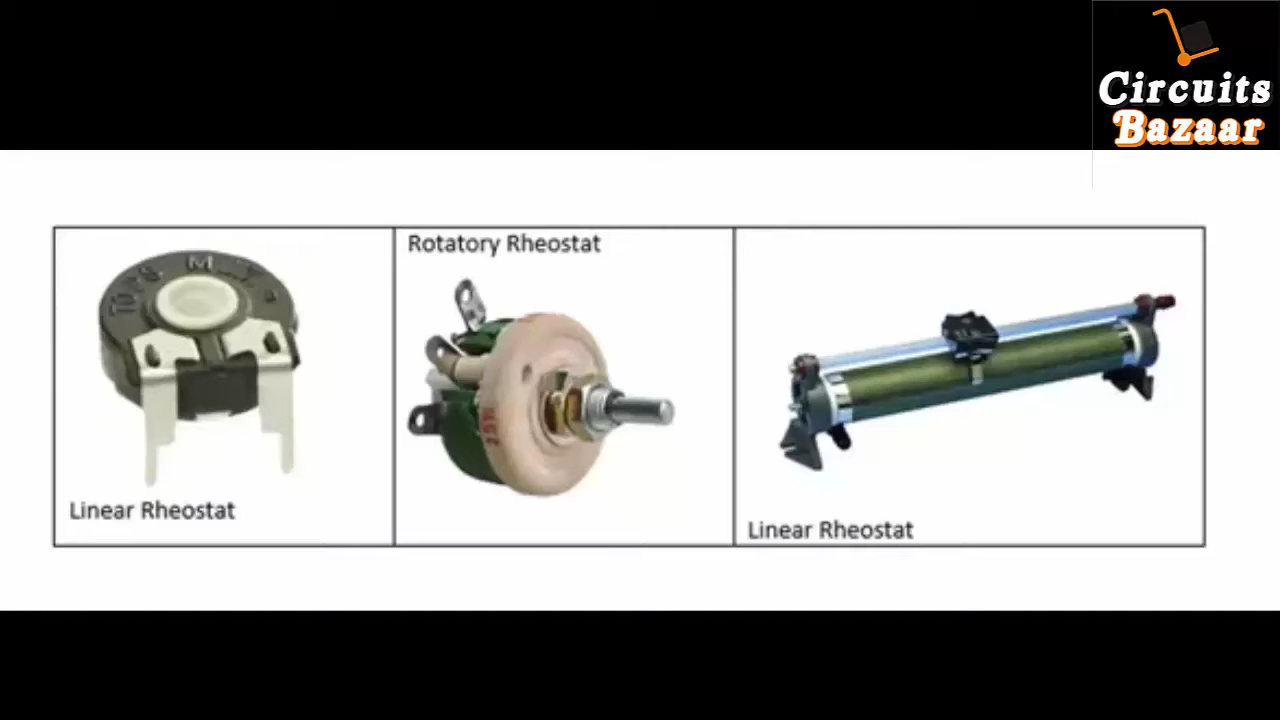 Circuits
Bazaar
Rotatory Rheostat
Linear Rheostat
Linear Rheostat